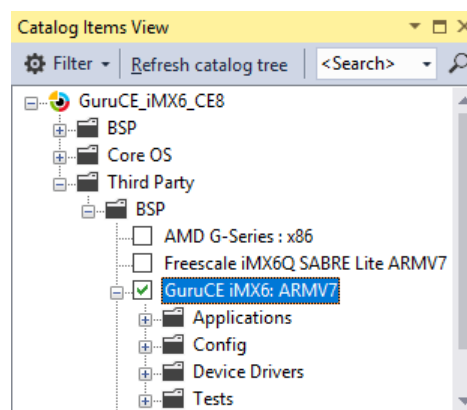 Catalog Items View
Filter Refresh catalog tree <Search>
GuruCE_iMX6_CE8
BSP
Core OS
Third Party
BSP
AMD G-Series : x86
Freescale iMX6Q SABRE Lite ARMV7
GuruCE iMX6: ARMV7
Applications
Config
Device Drivers
Tests